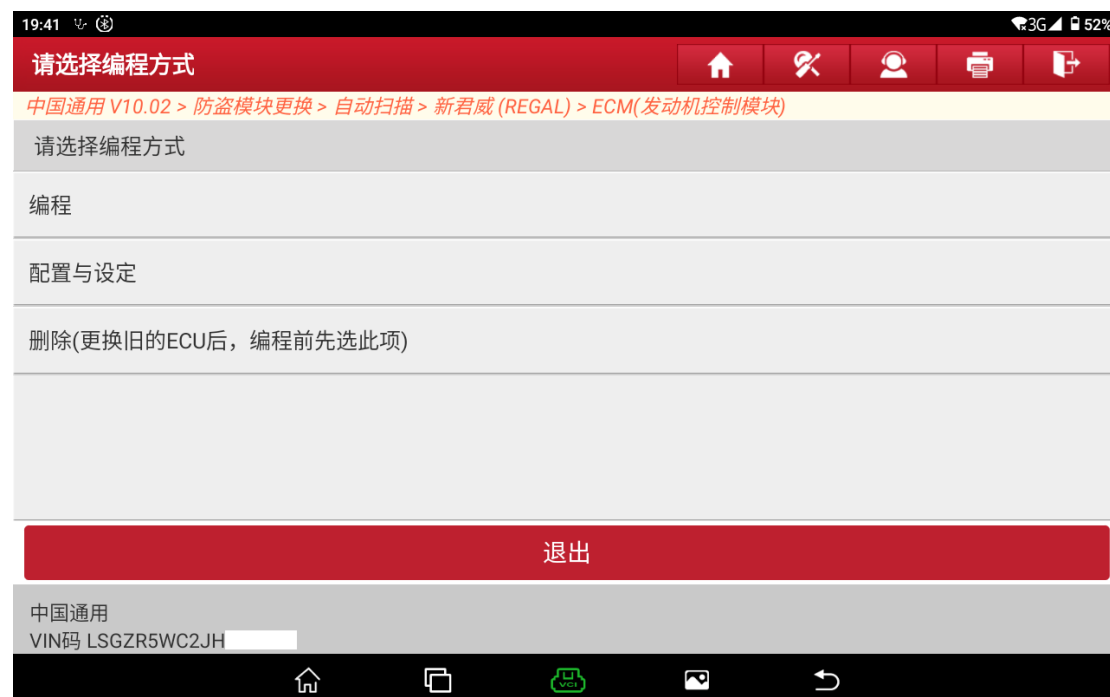 19:41 3G 52%
请选择编程方式
中国通用 V10.02 > 防盗模块更换 > 自动扫描 > 新君威 (REGAL) > ECM(发动机控制模块)
请选择编程方式
编程
配置与设定
删除(更换旧的ECU后，编程前先选此项)
退出
中国通用
VIN码 LSGZR5WC2JH
VCI